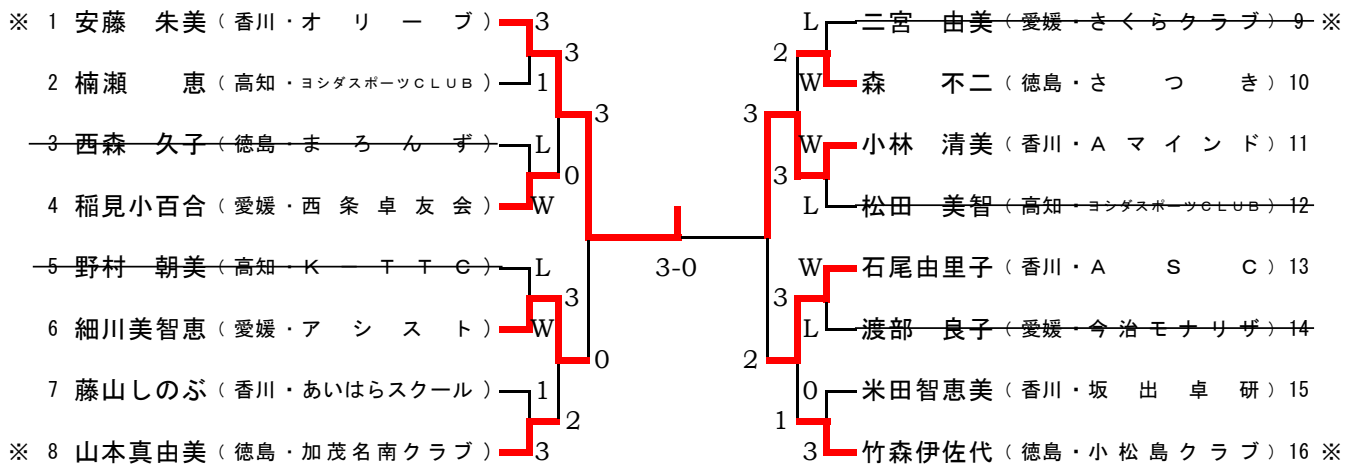 ※ 1 安藤 朱美 (香川・オリーブ) 3
2 楠瀬 恵 (高知・ヨシダスポーツCLUB) 1
3
3 西森 久子 (徳島・まろんず) L
4 稲見小百合 (愛媛・西条卓友会) W
0
3
5 野村 朝美 (高知・K-TTC) L
6 細川美智恵 (愛媛・アシスト) W
3
7 藤山しのぶ (香川・あいはらスクール) 1
※ 8 山本真由美 (徳島・加茂名南クラブ) 3
2
0
3-0
L 二宮 由美 (愛媛・さくらクラブ) 9 ※
W 森 不二 (徳島・さつき) 10
2
W 小林 清美 (香川・Aマインド) 11
L 松田 美智 (高知・ヨシダスポーツCLUB) 12
3
3
W 石尾由里子 (香川・ASC) 13
L 渡部 良子 (愛媛・今治モナリザ) 14
3
0 米田智恵美 (香川・坂出卓研) 15
3 竹森伊佐代 (徳島・小松島クラブ) 16 ※
1
2